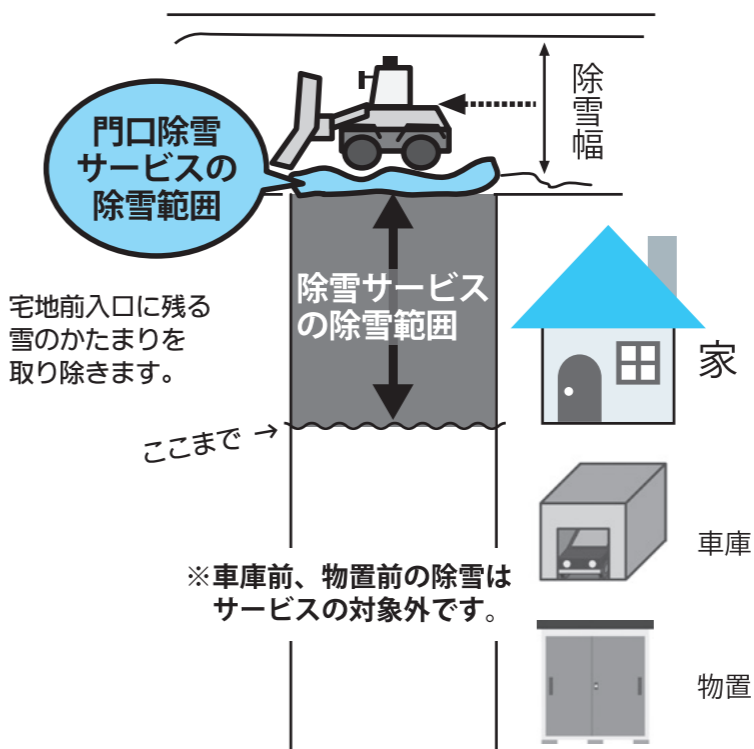 除雪幅
門口除雪
サービスの
除雪範囲
除雪サービス
の除雪範囲
宅地前入口に残る
雪のかたまりを
取り除きます。
家
ここまで→
車庫
※車庫前、物置前の除雪は
サービスの対象外です。
物置